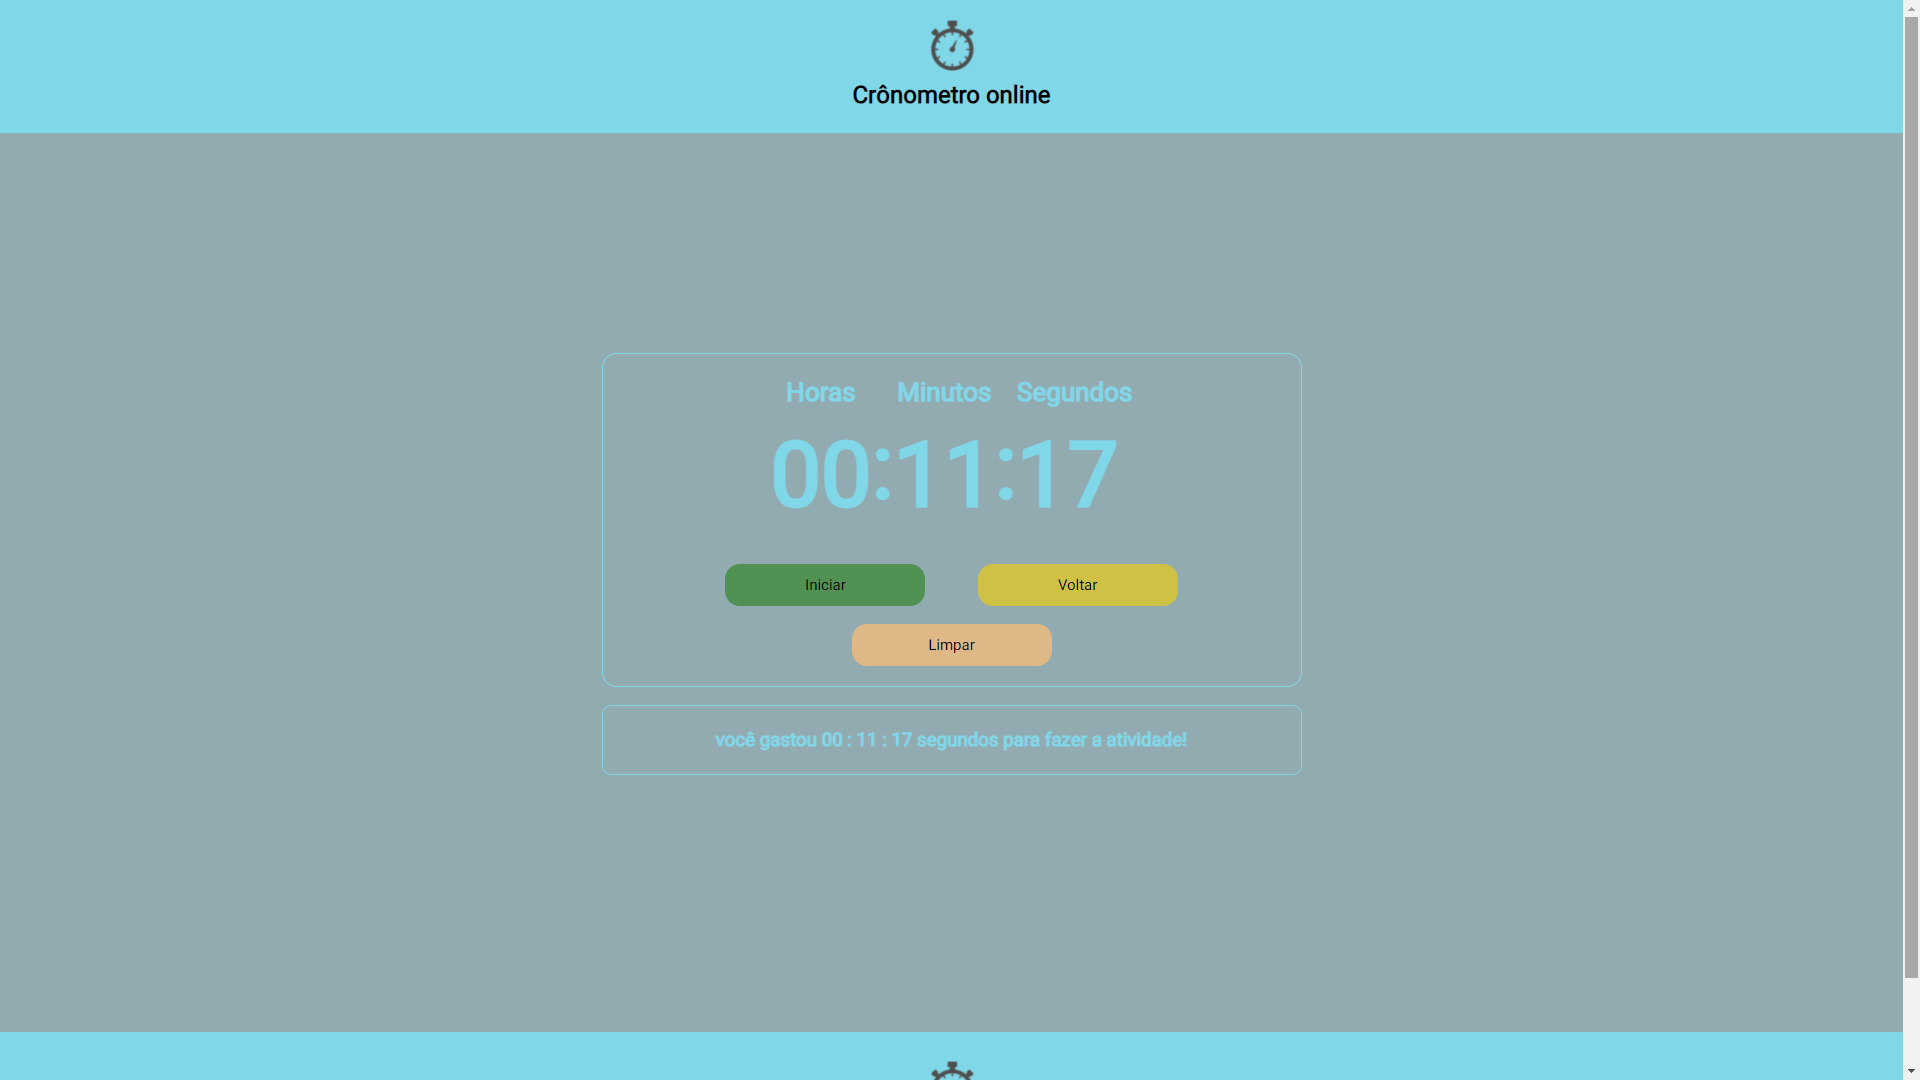 Crônometro online
Horas Minutos Segundos
00:11:17
Iniciar Voltar
Limpar
você gastou 00 : 11 : 17 segundos para fazer a atividade!